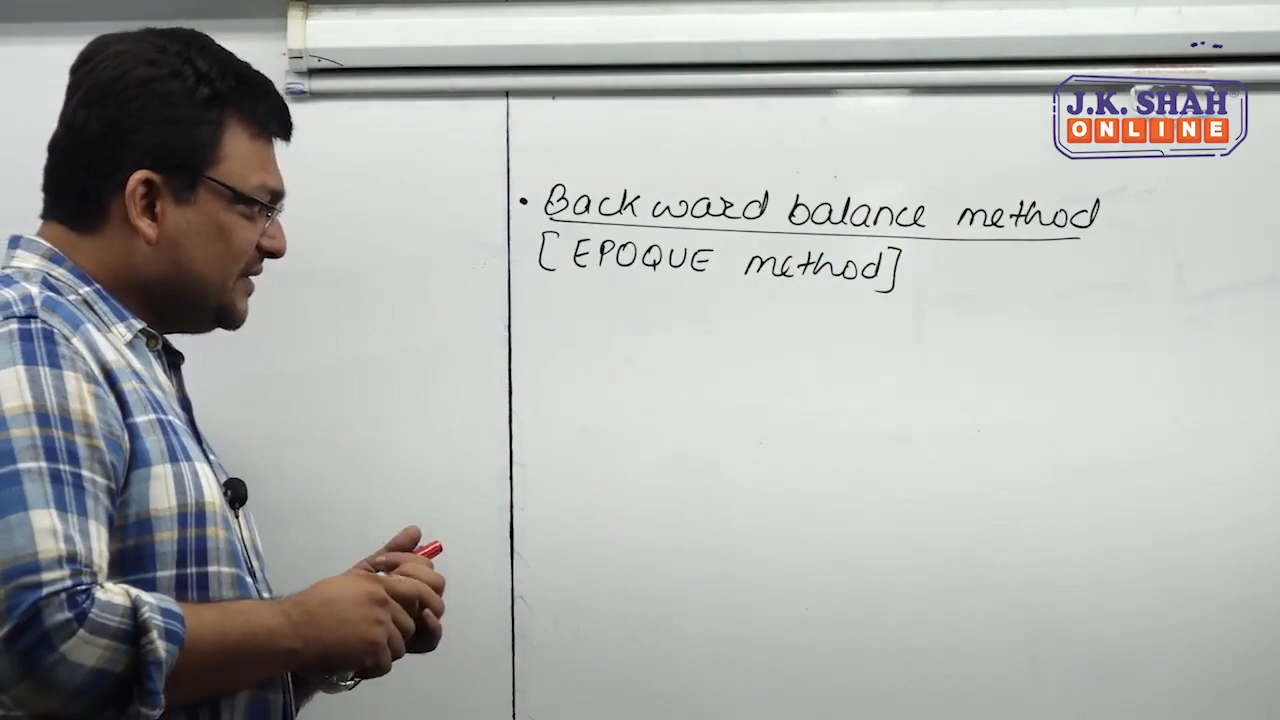 J.K. SHAH®
ONLINE
• Backward balance method
[EPOQUE method]